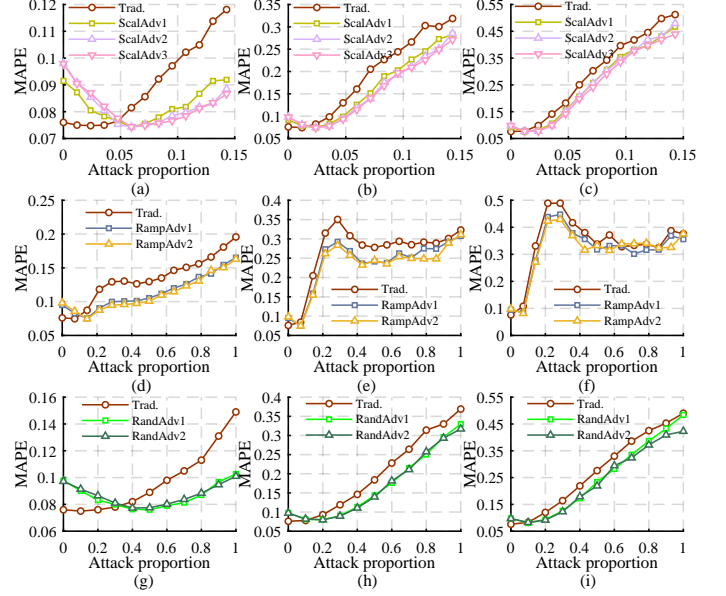 0.12
0.11
0.1
0.09
0.08
0.07
MAPE
Trad.
ScalAdv1
ScalAdv2
ScalAdv3
0
0.05
0.1
0.15
Attack proportion
(a)
0.35
0.3
0.25
0.2
0.15
0.1
0.05
MAPE
Trad.
ScalAdv1
ScalAdv2
ScalAdv3
0
0.05
0.1
0.15
Attack proportion
(b)
0.55
0.45
0.35
0.25
0.15
0.05
MAPE
Trad.
ScalAdv1
ScalAdv2
ScalAdv3
0
0.05
0.1
0.15
Attack proportion
(c)
0.25
0.2
0.15
0.1
0.05
MAPE
Trad.
RampAdv1
RampAdv2
0
0.2
0.4
0.6
0.8
1
Attack proportion
(d)
0.4
0.35
0.3
0.25
0.2
0.15
0.1
0.05
MAPE
Trad.
RampAdv1
RampAdv2
0
0.2
0.4
0.6
0.8
1
Attack proportion
(e)
0.5
0.4
0.3
0.2
0.1
0
MAPE
Trad.
RampAdv1
RampAdv2
0
0.2
0.4
0.6
0.8
1
Attack proportion
(f)
0.16
0.14
0.12
0.1
0.08
0.06
MAPE
Trad.
RandAdv1
RandAdv2
0
0.2
0.4
0.6
0.8
1
Attack proportion
(g)
0.4
0.35
0.3
0.25
0.2
0.15
0.1
0.05
MAPE
Trad.
RandAdv1
RandAdv2
0
0.2
0.4
0.6
0.8
1
Attack proportion
(h)
0.55
0.45
0.35
0.25
0.15
0.05
MAPE
Trad.
RandAdv1
RandAdv2
0
0.2
0.4
0.6
0.8
1
Attack proportion
(i)